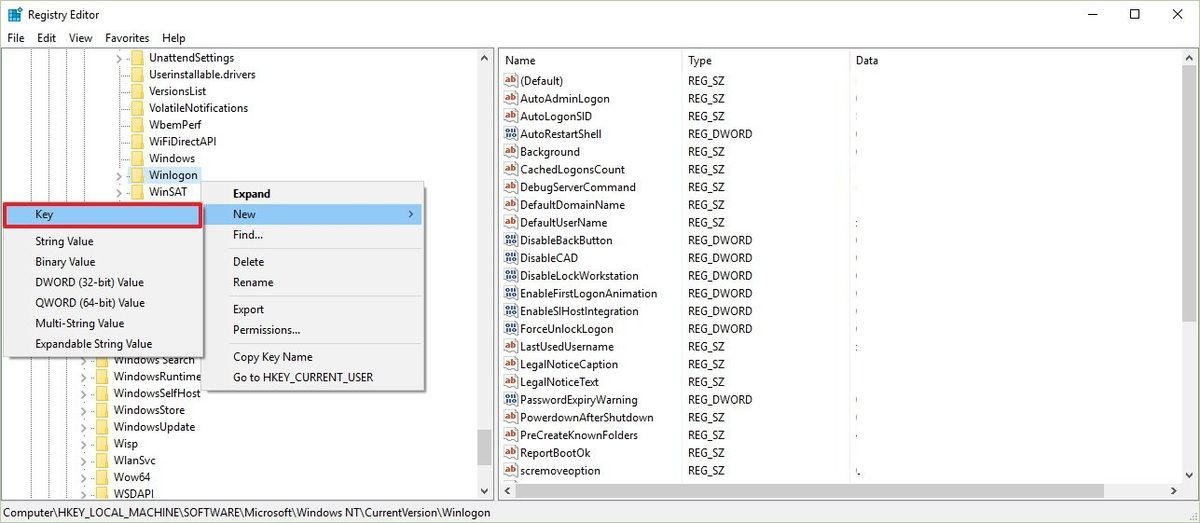 Registry Editor
File Edit View Favorites Help
UnattendSettings
Userinstallable.drivers
VersionsList
VolatileNotifications
WbemPerf
WiFiDirectAPI
Windows
Winlogon
WinSAT
Expand
New
Find...
Delete
Rename
Export
Permissions...
Copy Key Name
Go to HKEY_CURRENT_USER
Key
String Value
Binary Value
DWORD (32-bit) Value
QWORD (64-bit) Value
Multi-String Value
Expandable String Value
Windows Search
WindowsRuntime
WindowsSelfHost
WindowsStore
WindowsUpdate
Wisp
WlanSvc
Wow64
WSDAPI
Name Type Data
(Default) REG_SZ
AutoAdminLogon REG_SZ
AutoLogonSID REG_SZ
AutoRestartShell REG_DWORD
Background REG_SZ
CachedLogonsCount REG_SZ
DebugServerCommand REG_SZ
DefaultDomainName REG_SZ
DefaultUserName REG_SZ
DisableBackButton REG_DWORD
DisableCAD REG_DWORD
DisableLockWorkstation REG_DWORD
EnableFirstLogonAnimation REG_DWORD
EnableSIHostIntegration REG_DWORD
ForceUnlockLogon REG_DWORD
LastUsedUsername REG_SZ
LegalNoticeCaption REG_SZ
LegalNoticeText REG_SZ
PasswordExpiryWarning REG_DWORD
PowerdownAfterShutdown REG_SZ
PreCreateKnownFolders REG_SZ
ReportBootOk REG_SZ
scremoveoption REG_SZ
Computer\HKEY_LOCAL_MACHINE\SOFTWARE\Microsoft\Windows NT\CurrentVersion\Winlogon